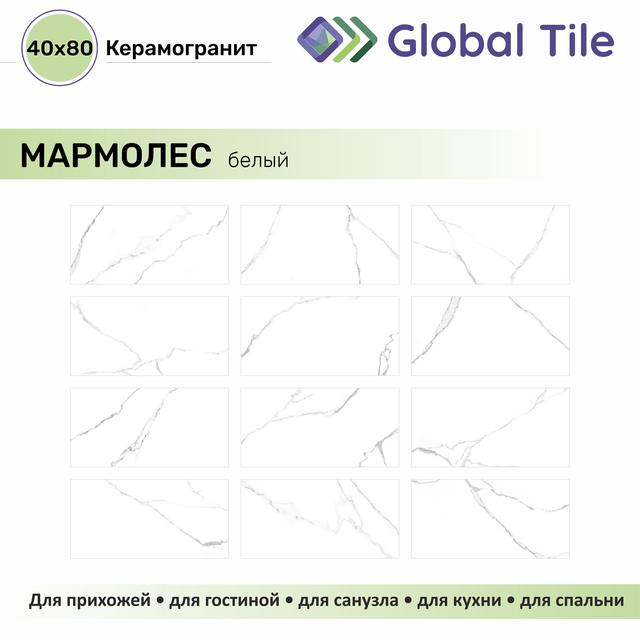 40x80 Керамогранит
Global Tile
МАРМОЛЕС белый
Для прихожей • для гостиной • для санузла • для кухни • для спальни